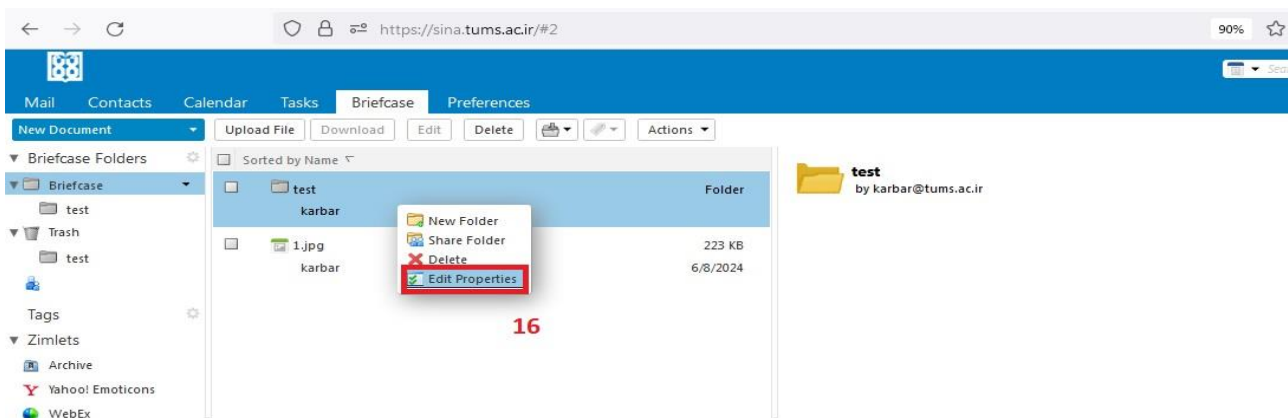 https://sina.tums.ac.ir/#2
90%
Mail Contacts Calendar Tasks Briefcase Preferences
New Document Upload File Download Edit Delete Actions
Briefcase Folders
Briefcase
test
Trash
test
Tags
Zimlets
Archive
Yahoo! Emoticons
WebEx
Sorted by Name
test Folder
karbar
1.jpg 223 KB
karbar 6/8/2024
New Folder
Share Folder
Delete
Edit Properties
16
test
by karbar@tums.ac.ir